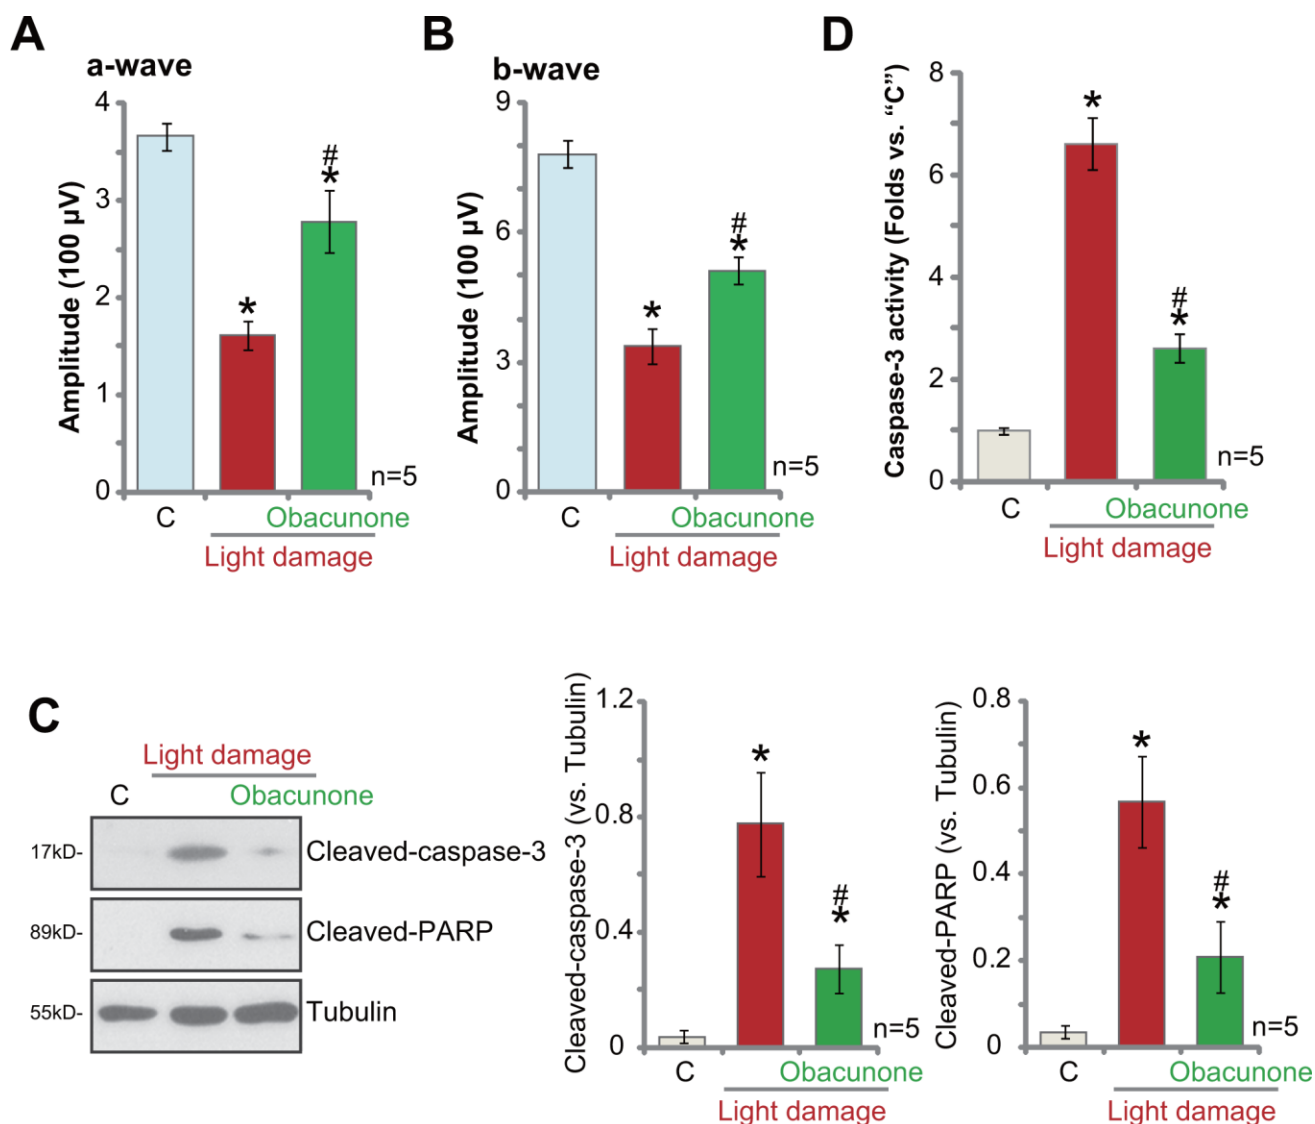 A
a-wave
Amplitude (100 µV)
4
3
2
1
0
#
*
*
n=5
C
Obacunone
Light damage
B
b-wave
Amplitude (100 µV)
9
6
3
0
#
*
*
n=5
C
Obacunone
Light damage
D
Caspase-3 activity (Folds vs. “C”)
8
6
4
2
0
*
#
*
n=5
C
Obacunone
Light damage
C
Light damage
C
Obacunone
17kD-
Cleaved-caspase-3
89kD-
Cleaved-PARP
55kD-
Tubulin
Cleaved-caspase-3 (vs. Tubulin)
1.2
0.8
0.4
0
*
#
*
n=5
C
Obacunone
Light damage
Cleaved-PARP (vs. Tubulin)
0.8
0.6
0.4
0.2
0
*
#
*
n=5
C
Obacunone
Light damage